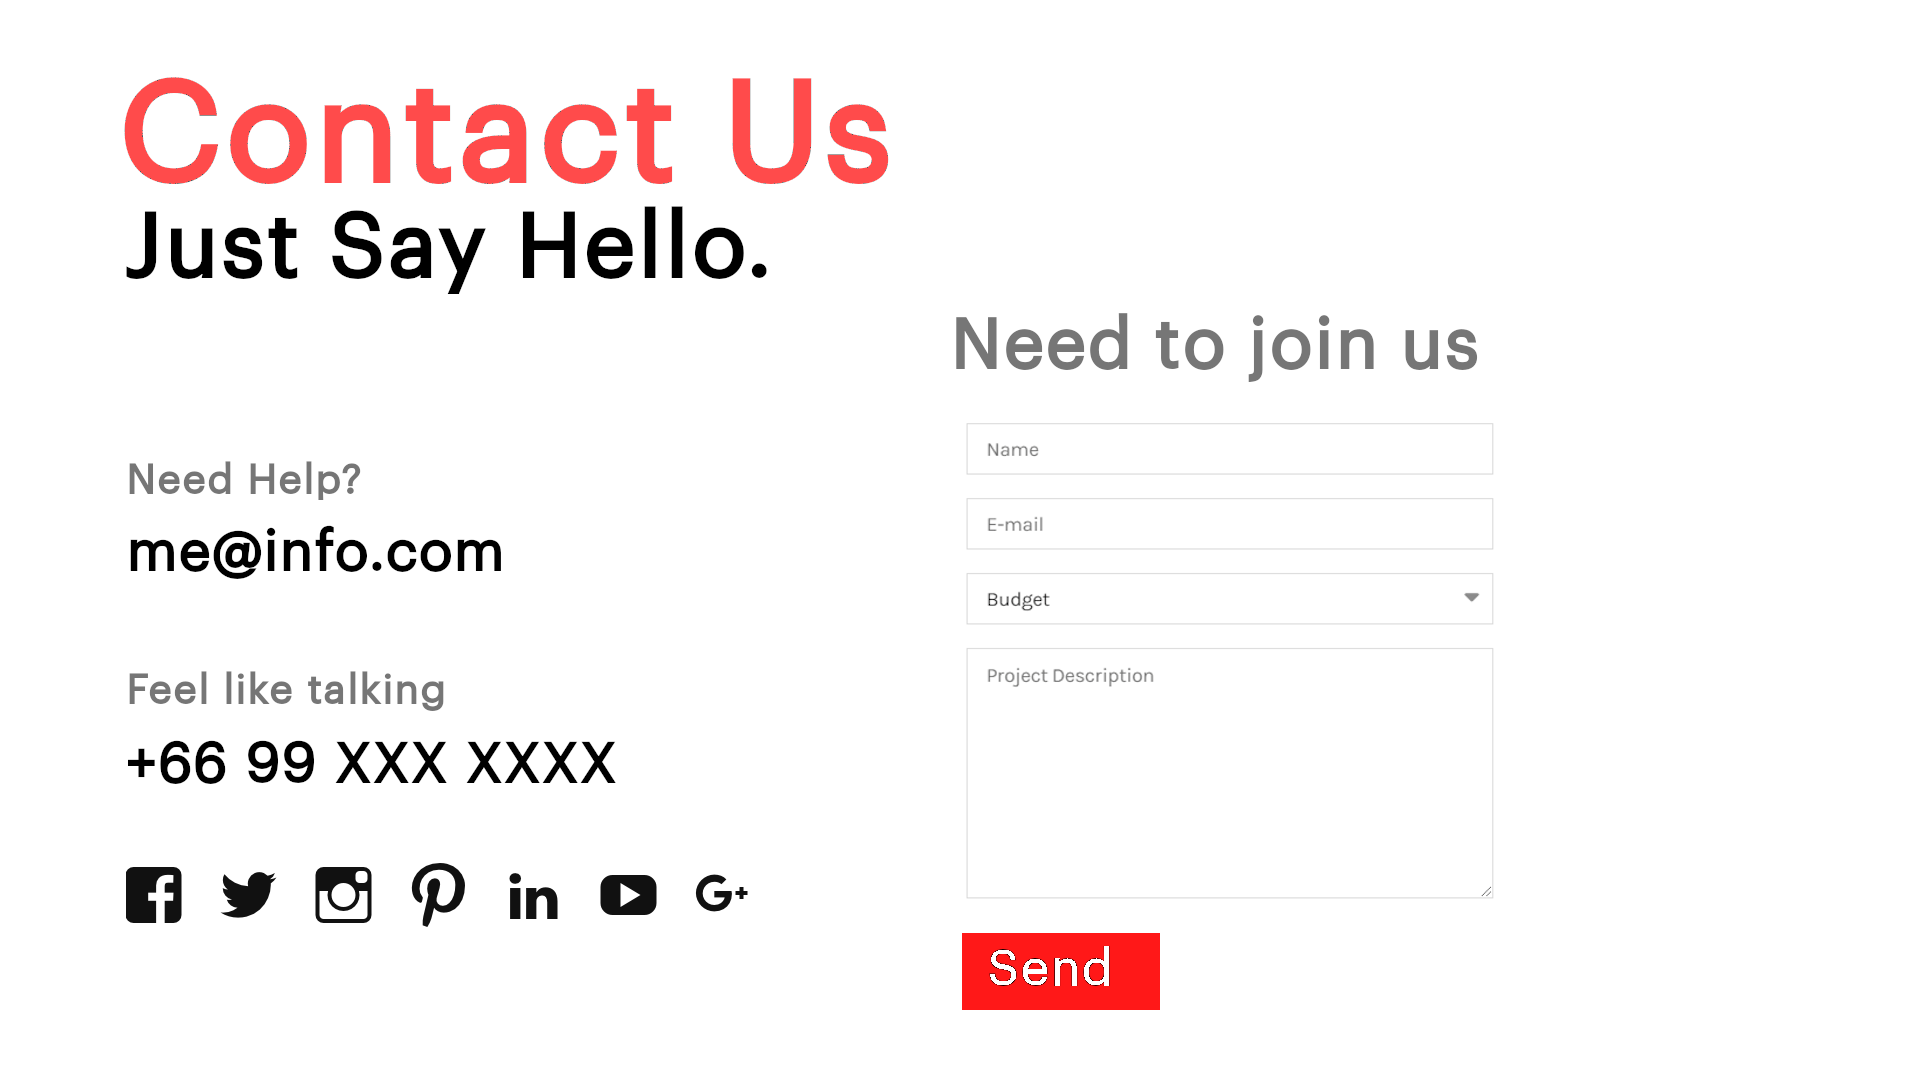 Contact Us
Just Say Hello.
Need Help?
me@info.com
Feel like talking
+66 99 XXX XXXX
in
G+
Need to join us
Name
E-mail
Budget
Project Description
Send